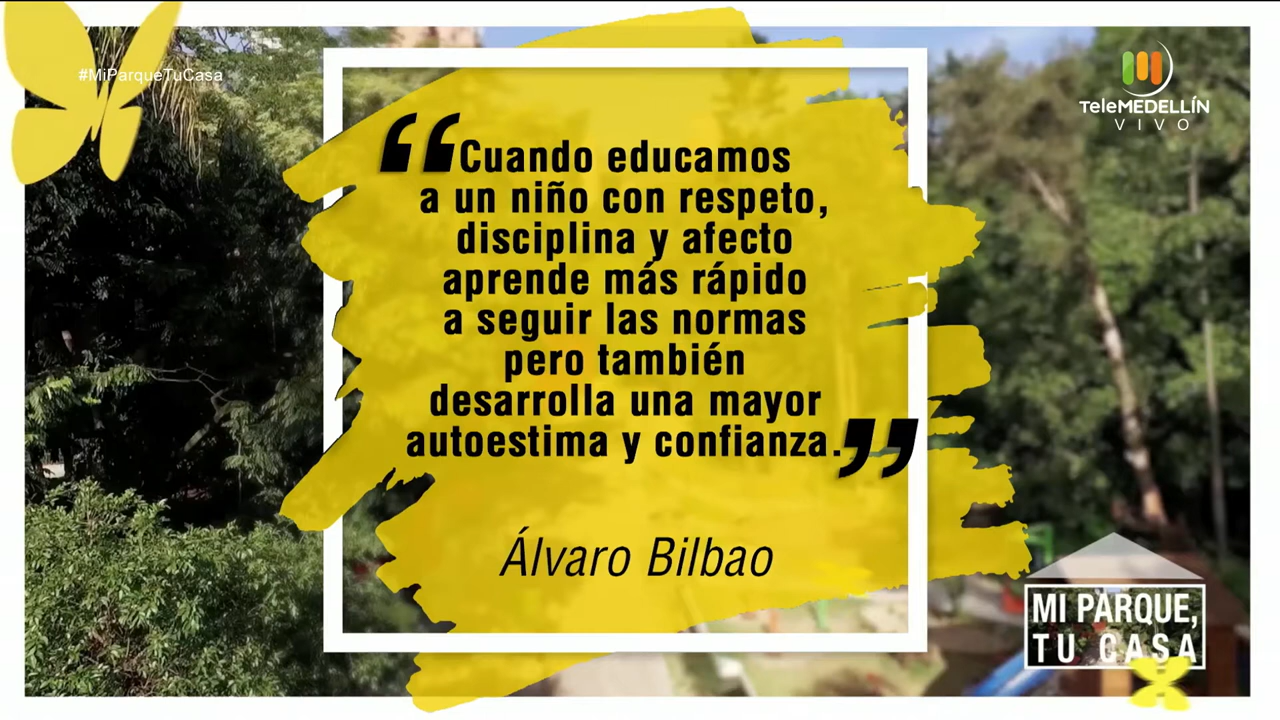 #MiParqueTuCasa
TeleMEDELLÍN
VIVO
“Cuando educamos
a un niño con respeto,
disciplina y afecto
aprende más rápido
a seguir las normas
pero también
desarrolla una mayor
autoestima y confianza.”
Álvaro Bilbao
MI PARQUE,
TU CASA